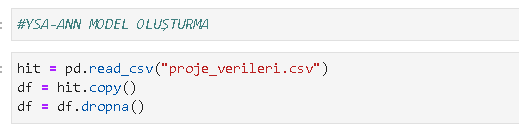 #YSA-ANN MODEL OLUŞTURMA
hit = pd.read_csv("proje_verileri.csv")
df = hit.copy()
df = df.dropna()